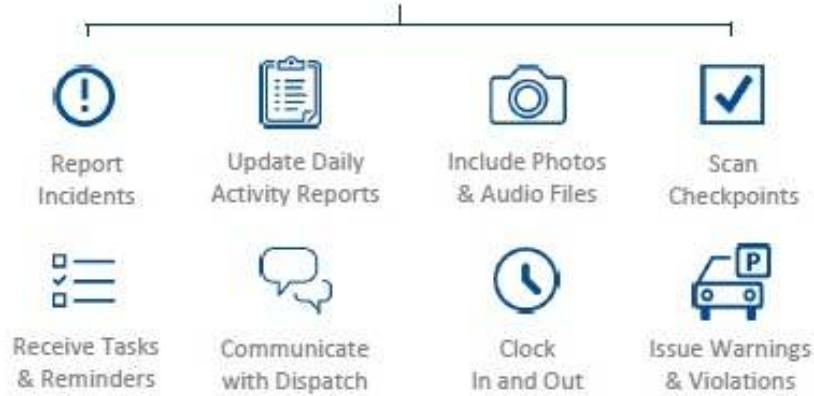 Report
Incidents
Update Daily
Activity Reports
Include Photos
& Audio Files
Scan
Checkpoints
P
Receive Tasks
& Reminders
Communicate
with Dispatch
Clock
In and Out
Issue Warnings
& Violations